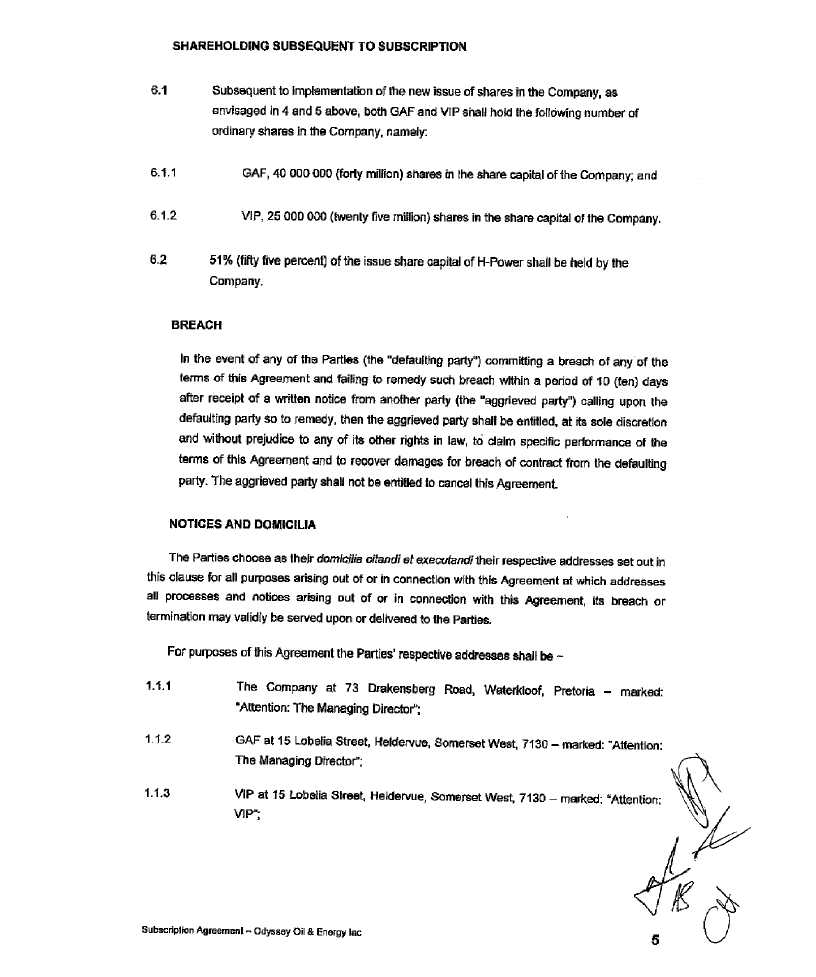 SHAREHOLDING SUBSEQUENT TO SUBSCRIPTION
6.1 Subsequent to implementation of the new issue of shares in the Company, as
envisaged in 4 and 5 above, both GAF and VIP shall hold the following number of
ordinary shares in the Company, namely:
6.1.1 GAF, 40 000 000 (forty million) shares in the share capital of the Company; and
6.1.2 VIP, 25 000 000 (twenty five million) shares in the share capital of the Company.
6.2 51% (fifty five percent) of the issue share capital of H-Power shall be held by the
Company.
BREACH
In the event of any of the Parties (the "defaulting party") committing a breach of any of the
terms of this Agreement and failing to remedy such breach within a period of 10 (ten) days
after receipt of a written notice from another party (the "aggrieved party") calling upon the
defaulting party so to remedy, then the aggrieved party shall be entitled, at its sole discretion
and without prejudice to any of its other rights in law, to claim specific performance of the
terms of this Agreement and to recover damages for breach of contract from the defaulting
party. The aggrieved party shall not be entitled to cancel this Agreement.
NOTICES AND DOMICILIA
The Parties choose as their domicilia citandi et executandi their respective addresses set out in
this clause for all purposes arising out of or in connection with this Agreement at which addresses
all processes and notices arising out of or in connection with this Agreement, its breach or
termination may validly be served upon or delivered to the Parties.
For purposes of this Agreement the Parties' respective addresses shall be –
1.1.1 The Company at 73 Drakensberg Road, Waterkloof, Pretoria – marked:
"Attention: The Managing Director";
1.1.2 GAF at 15 Lobelia Street, Heldervue, Somerset West, 7130 – marked: "Attention:
The Managing Director";
1.1.3 VIP at 15 Lobelia Street, Heldervue, Somerset West, 7130 – marked: "Attention:
VIP";
Subscription Agreement – Odyssey Oil & Energy Inc
5